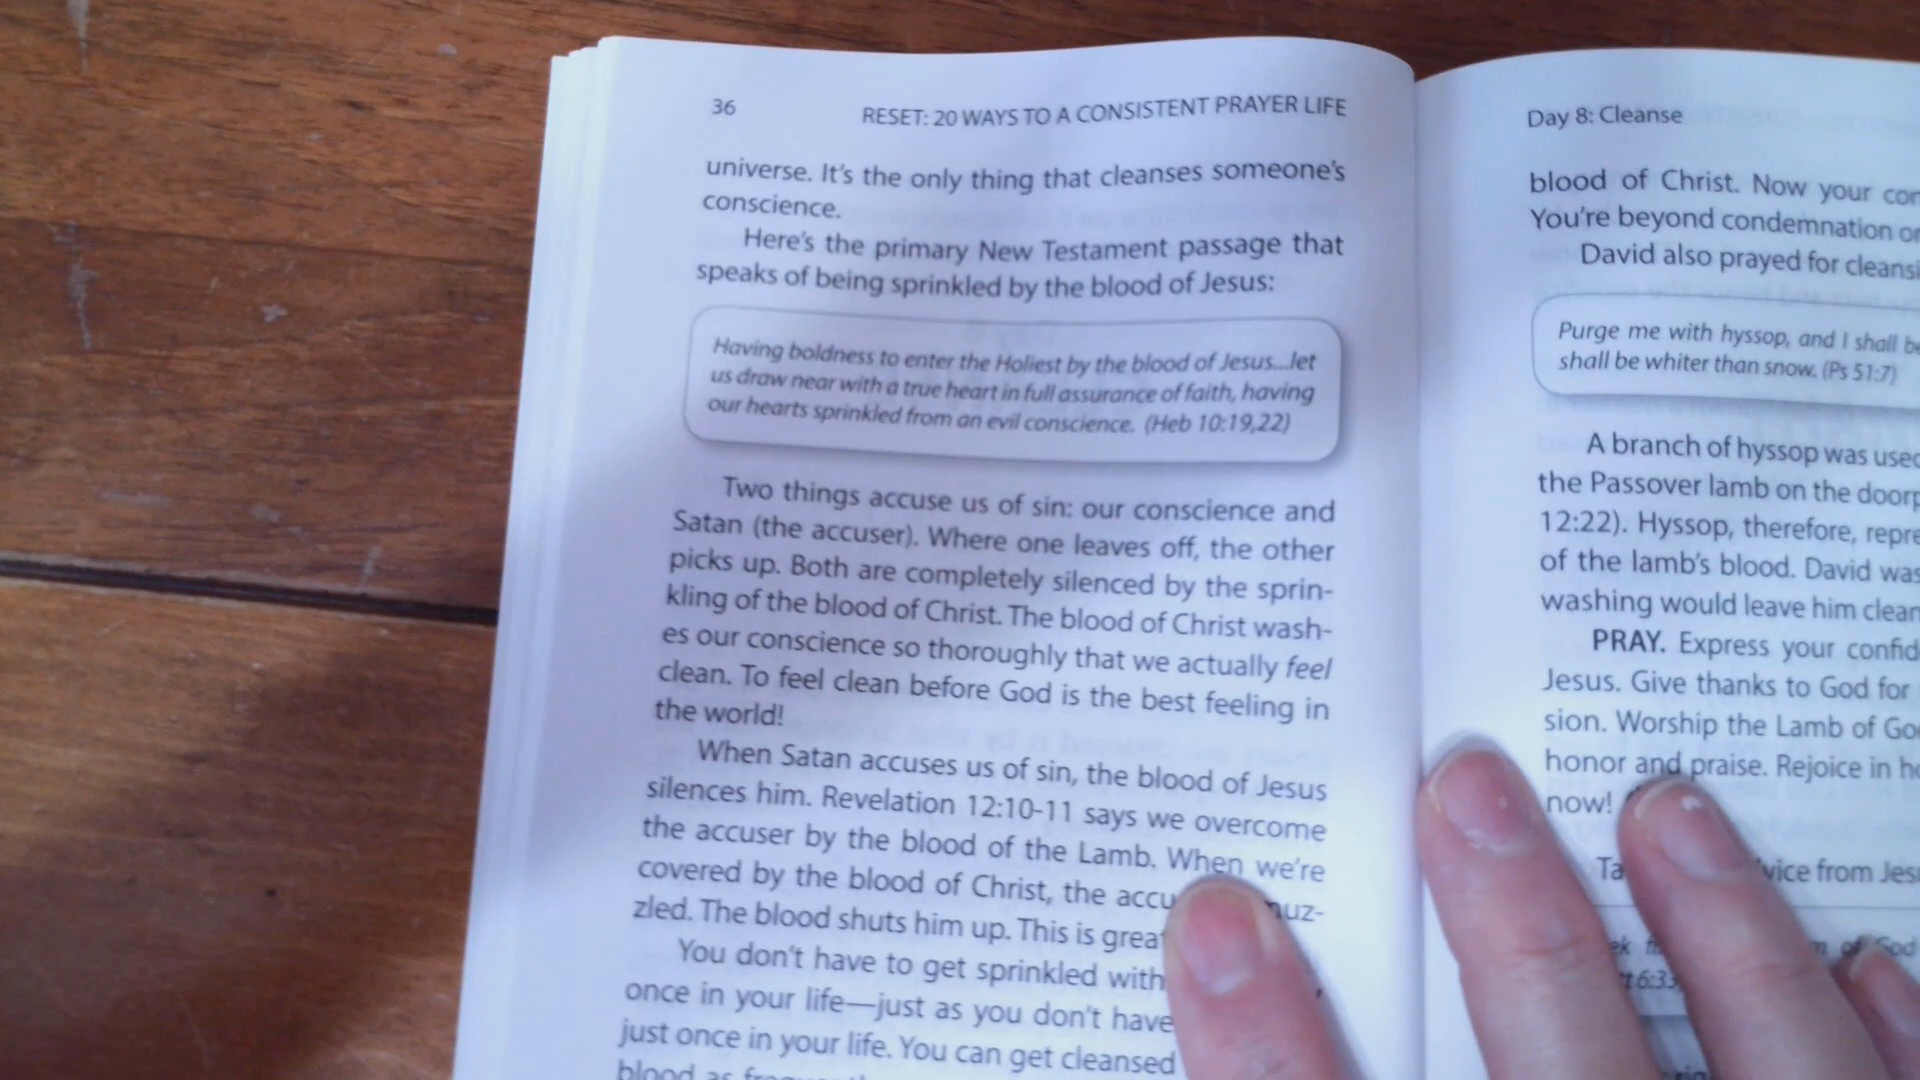 36 RESET: 20 WAYS TO A CONSISTENT PRAYER LIFE
universe. It's the only thing that cleanses someone's
conscience.
Here's the primary New Testament passage that
speaks of being sprinkled by the blood of Jesus:
Having boldness to enter the Holiest by the blood of Jesus...let
us draw near with a true heart in full assurance of faith, having
our hearts sprinkled from an evil conscience. (Heb 10:19,22)
Two things accuse us of sin: our conscience and
Satan (the accuser). Where one leaves off, the other
picks up. Both are completely silenced by the sprin-
kling of the blood of Christ. The blood of Christ wash-
es our conscience so thoroughly that we actually feel
clean. To feel clean before God is the best feeling in
the world!
When Satan accuses us of sin, the blood of Jesus
silences him. Revelation 12:10-11 says we overcome
the accuser by the blood of the Lamb. When we're
covered by the blood of Christ, the
zled. The blood shuts him up. This is
You don't have to get sprinkled with
once in your life—just as you don't have
just once in your life. You can get cleansed
blood as
Day 8: Cleanse
blood of Christ. Now your
You're beyond condemnation
David also prayed for
Purge me with hyssop, and I shall
shall be whiter than snow. (Ps 51:7)
A branch of hyssop was
the Passover lamb on the
12:22). Hyssop, therefore,
of the lamb's blood. David was
washing would leave him
PRAY. Express your
Jesus. Give thanks to God for
sion. Worship the Lamb of
honor and praise. Rejoice in
now!
from
of God
6:33